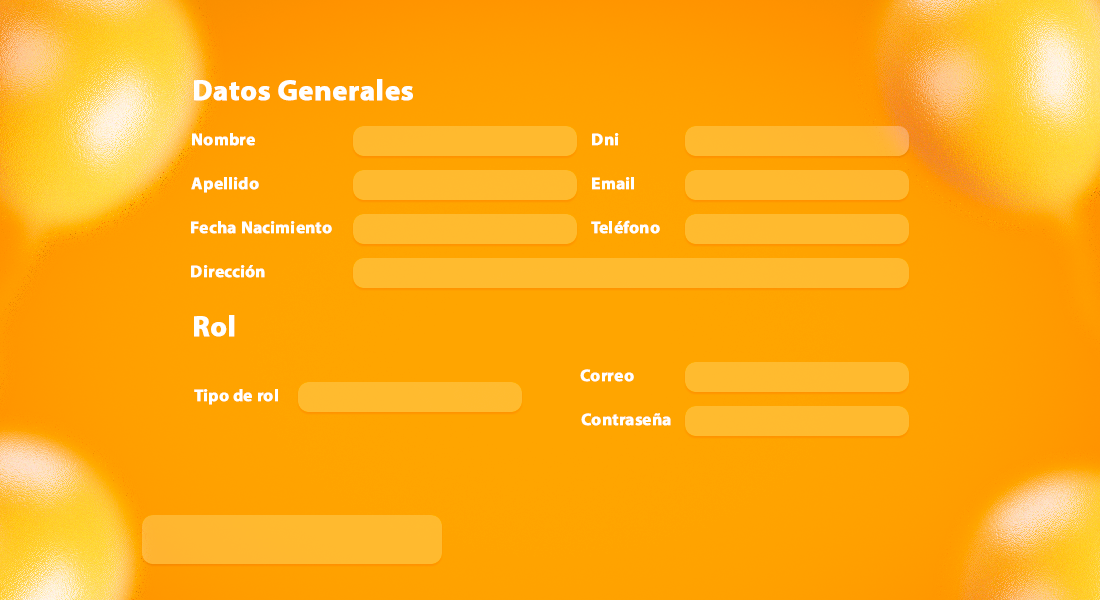 Datos Generales
Nombre
Dni
Apellido
Email
Fecha Nacimiento
Teléfono
Dirección
Rol
Correo
Tipo de rol
Contraseña